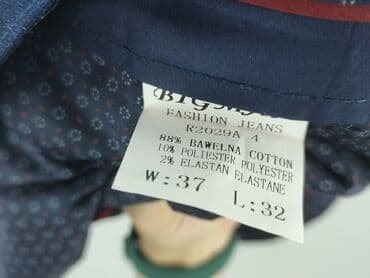 FASHION JEANS
R2029A 4
88% BAWELNA COTTON
10% POLIESTER POLYESTER
2% ELASTAN ELASTANE
W:37 L:32